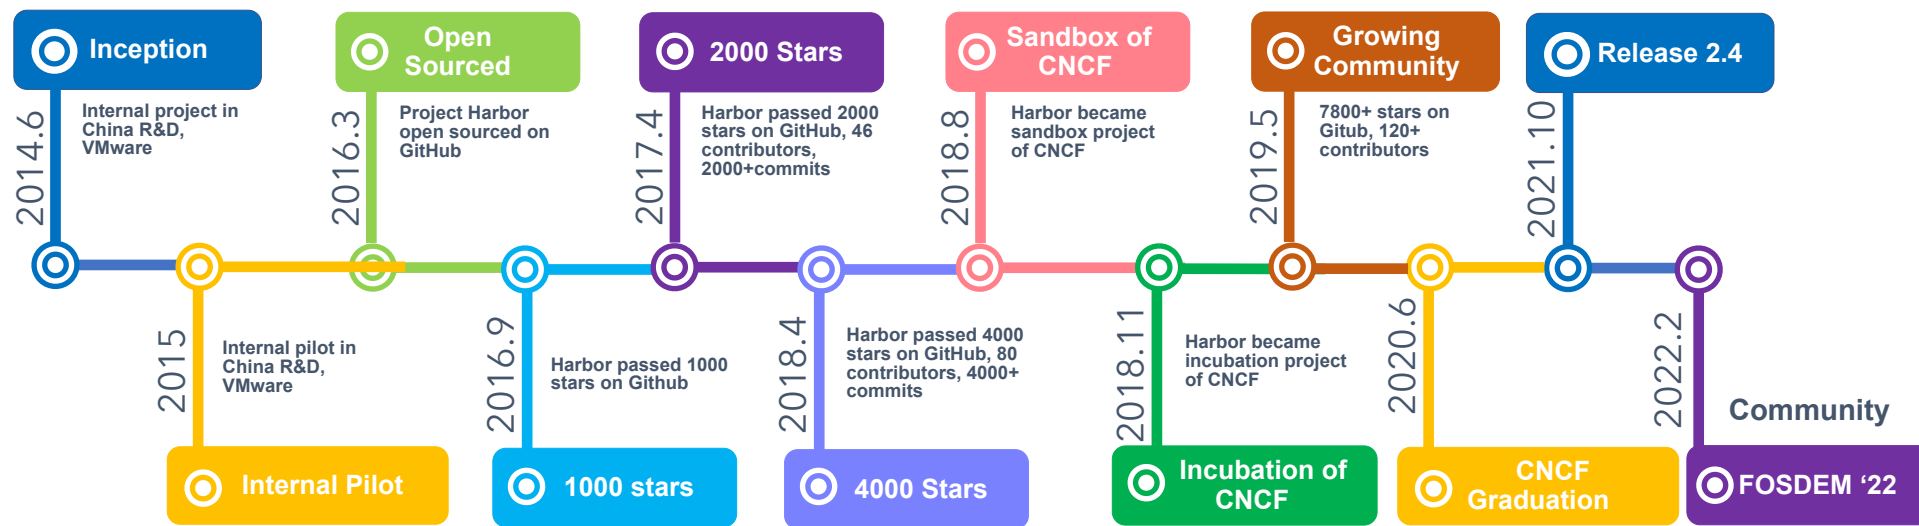 Inception
2014.6
Internal project in
China R&D,
VMware
Open
Sourced
2016.3
Project Harbor
open sourced on
GitHub
2000 Stars
2017.4
Harbor passed 2000
stars on GitHub, 46
contributors,
2000+commits
Sandbox of
CNCF
2018.8
Harbor became
sandbox project
of CNCF
Growing
Community
2019.5
7800+ stars on
Gitub, 120+
contributors
Release 2.4
2021.10
2015
Internal pilot in
China R&D,
VMware
Internal Pilot
2016.9
Harbor passed 1000
stars on Github
1000 stars
2018.4
Harbor passed 4000
stars on GitHub, 80
contributors, 4000+
commits
4000 Stars
2018.11
Harbor became
incubation project
of CNCF
Incubation of
CNCF
2020.6
CNCF
Graduation
2022.2
Community
FOSDEM ‘22